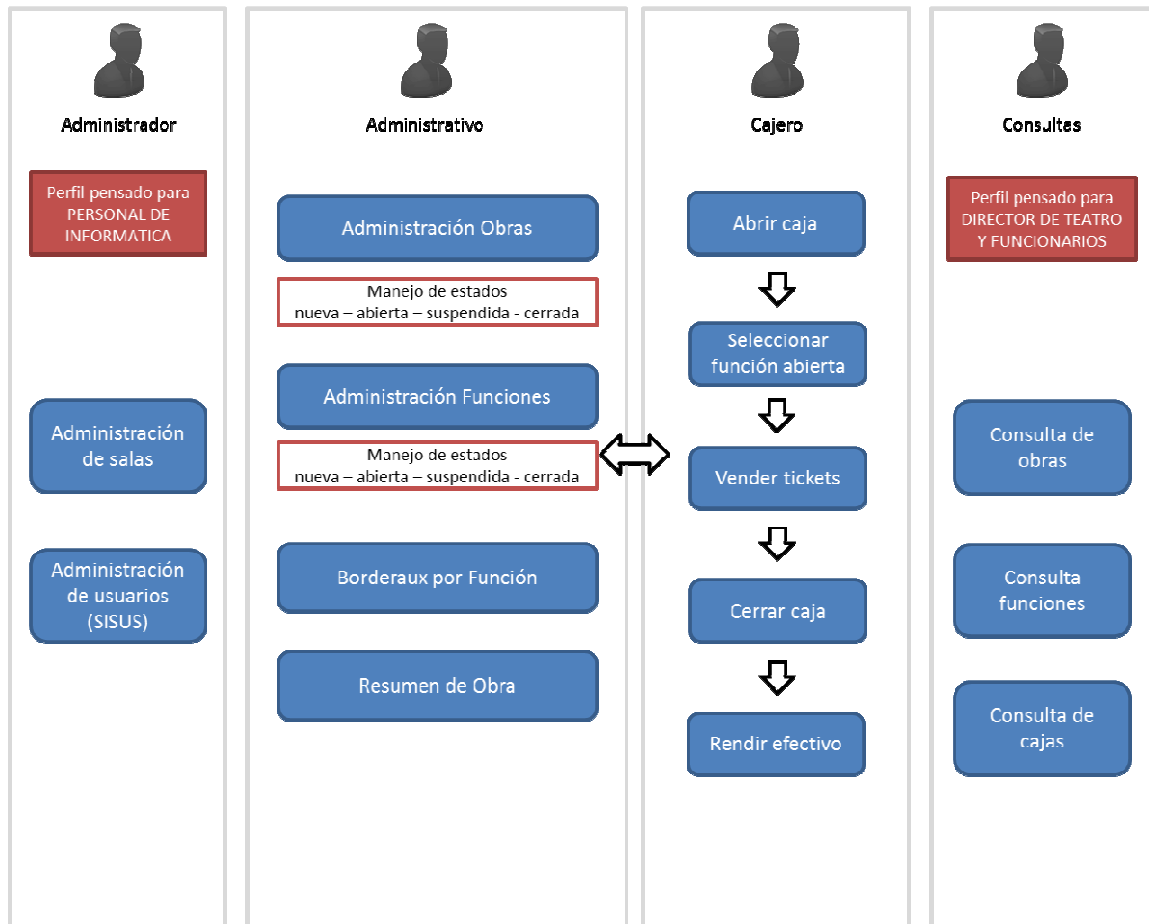 Administrador
Perfil pensado para
PERSONAL DE
INFORMATICA
Administración
de salas
Administración
de usuarios
(SISUS)
Administrativo
Administración Obras
Manejo de estados
nueva – abierta – suspendida - cerrada
Administración Funciones
Manejo de estados
nueva – abierta – suspendida - cerrada
Borderaux por Función
Resumen de Obra
Cajero
Abrir caja
Seleccionar
función abierta
Vender tickets
Cerrar caja
Rendir efectivo
Consultas
Perfil pensado para
DIRECTOR DE TEATRO
Y FUNCIONARIOS
Consulta de
obras
Consulta
funciones
Consulta de
cajas